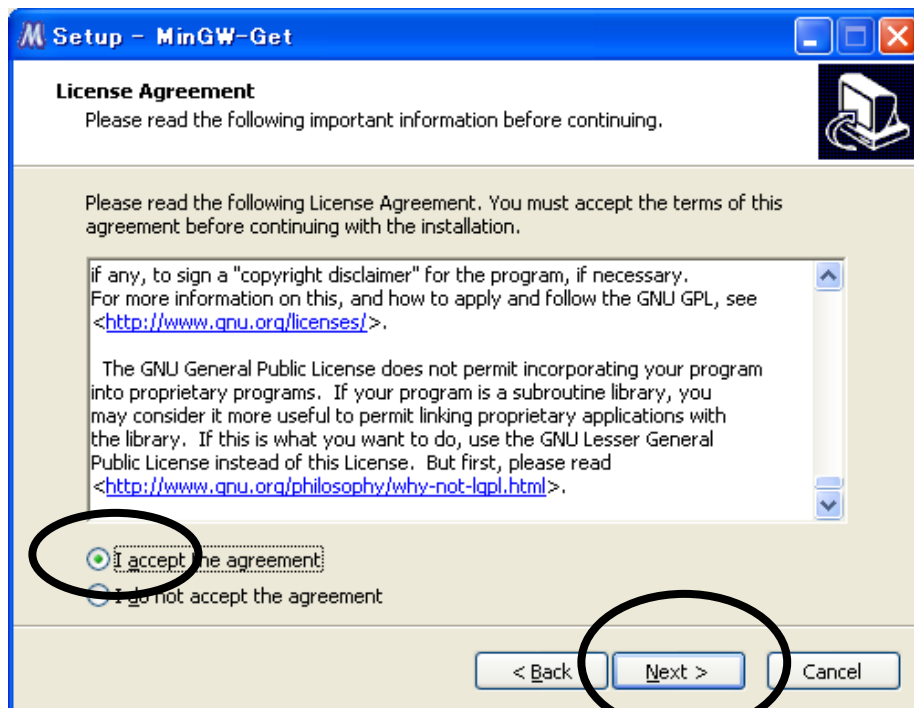 Setup - MinGW-Get
License Agreement
Please read the following important information before continuing.
Please read the following License Agreement. You must accept the terms of this
agreement before continuing with the installation.
if any, to sign a "copyright disclaimer" for the program, if necessary.
For more information on this, and how to apply and follow the GNU GPL, see
<http://www.gnu.org/licenses/>.
The GNU General Public License does not permit incorporating your program
into proprietary programs.  If your program is a subroutine library, you
may consider it more useful to permit linking proprietary applications with
the library.  If this is what you want to do, use the GNU Lesser General
Public License instead of this License.  But first, please read
<http://www.gnu.org/philosophy/why-not-lgpl.html>.
I accept the agreement
I do not accept the agreement
< Back
Next >
Cancel